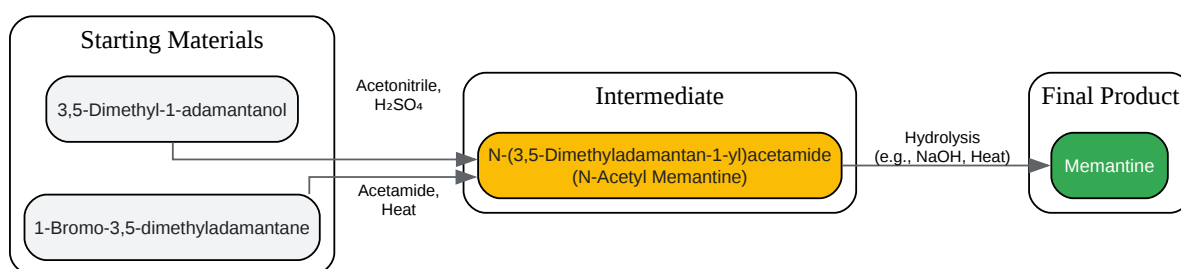 Starting Materials
3,5-Dimethyl-1-adamantanol
1-Bromo-3,5-dimethyladamantane
Acetonitrile,
H₂SO₄
Acetamide,
Heat
Intermediate
N-(3,5-Dimethyladamantan-1-yl)acetamide
(N-Acetyl Memantine)
Hydrolysis
(e.g., NaOH, Heat)
Final Product
Memantine